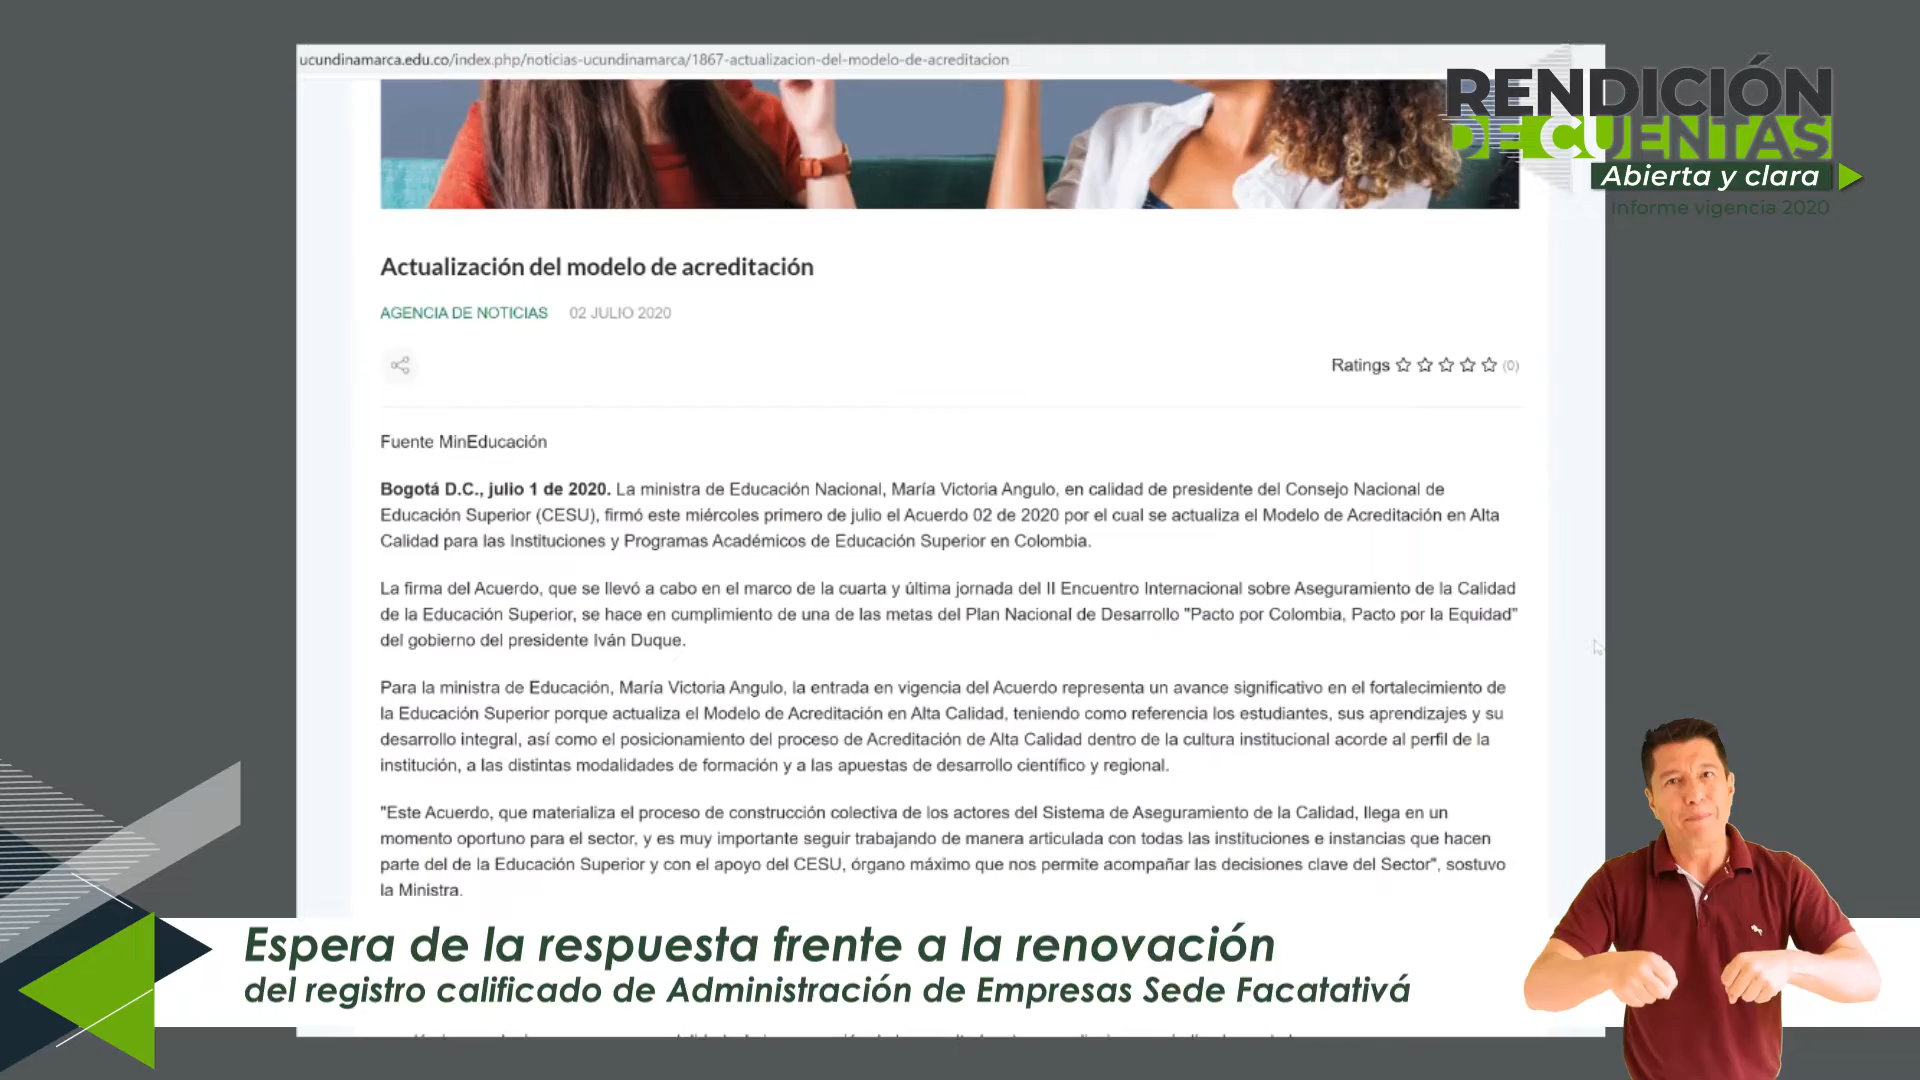 ucundinamarca.edu.co/index.php/noticias-ucundinamarca/1867-actualizacion-del-modelo-de-acreditacion
RENDICIÓN
DE CUENTAS
Abierta y clara
Informe vigencia 2020
Actualización del modelo de acreditación
AGENCIA DE NOTICIAS 02 JULIO 2020
Ratings (0)
Fuente MinEducación
Bogotá D.C., julio 1 de 2020. La ministra de Educación Nacional, María Victoria Angulo, en calidad de presidente del Consejo Nacional de
Educación Superior (CESU), firmó este miércoles primero de julio el Acuerdo 02 de 2020 por el cual se actualiza el Modelo de Acreditación en Alta
Calidad para las Instituciones y Programas Académicos de Educación Superior en Colombia.
La firma del Acuerdo, que se llevó a cabo en el marco de la cuarta y última jornada del II Encuentro Internacional sobre Aseguramiento de la Calidad
de la Educación Superior, se hace en cumplimiento de una de las metas del Plan Nacional de Desarrollo "Pacto por Colombia, Pacto por la Equidad"
del gobierno del presidente Iván Duque.
Para la ministra de Educación, María Victoria Angulo, la entrada en vigencia del Acuerdo representa un avance significativo en el fortalecimiento de
la Educación Superior porque actualiza el Modelo de Acreditación en Alta Calidad, teniendo como referencia los estudiantes, sus aprendizajes y su
desarrollo integral, así como el posicionamiento del proceso de Acreditación de Alta Calidad dentro de la cultura institucional acorde al perfil de la
institución, a las distintas modalidades de formación y a las apuestas de desarrollo científico y regional.
"Este Acuerdo, que materializa el proceso de construcción colectiva de los actores del Sistema de Aseguramiento de la Calidad, llega en un
momento oportuno para el sector, y es muy importante seguir trabajando de manera articulada con todas las instituciones e instancias que hacen
parte del de la Educación Superior y con el apoyo del CESU, órgano máximo que nos permite acompañar las decisiones clave del Sector", sostuvo
la Ministra.
Espera de la respuesta frente a la renovación
del registro calificado de Administración de Empresas Sede Facatativá